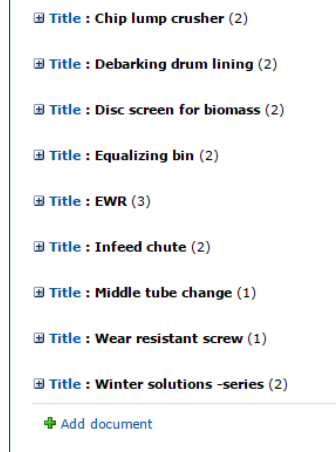 Title : Chip lump crusher (2)
Title : Debarking drum lining (2)
Title : Disc screen for biomass (2)
Title : Equalizing bin (2)
Title : EWR (3)
Title : Infeed chute (2)
Title : Middle tube change (1)
Title : Wear resistant screw (1)
Title : Winter solutions -series (2)
Add document